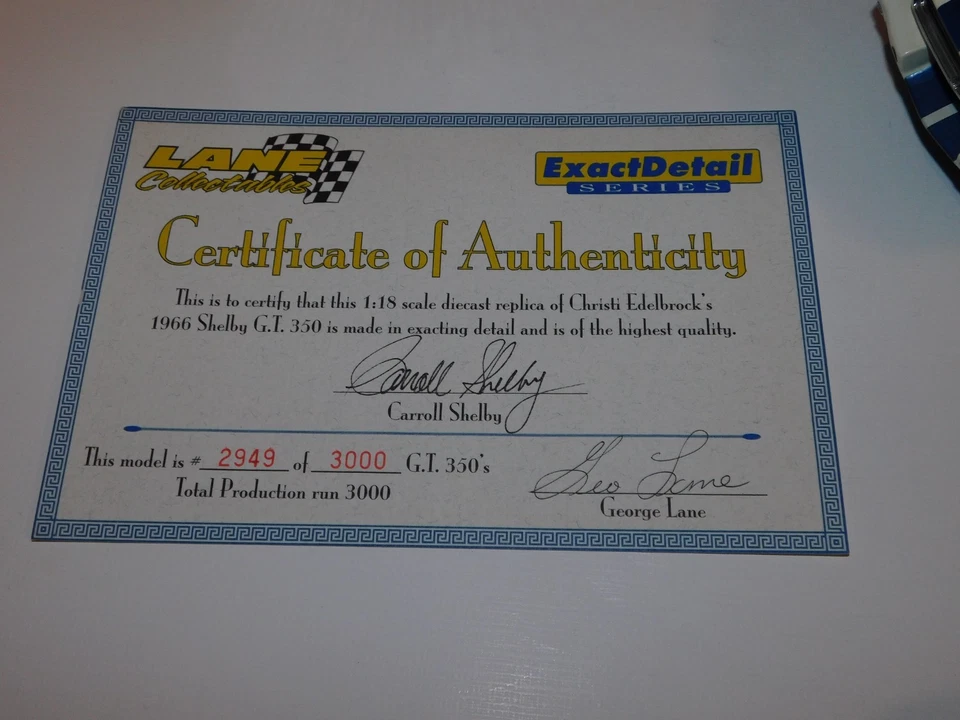 LANE
Collectables
ExactDetail
SERIES
Certificate of Authenticity
This is to certify that this 1:18 scale diecast replica of Christi Edelbrock's
1966 Shelby G.T. 350 is made in exacting detail and is of the highest quality.
Carroll Shelby
Carroll Shelby
This model is # 2949 of 3000 G.T. 350's
Total Production run 3000
Geo Lane
George Lane